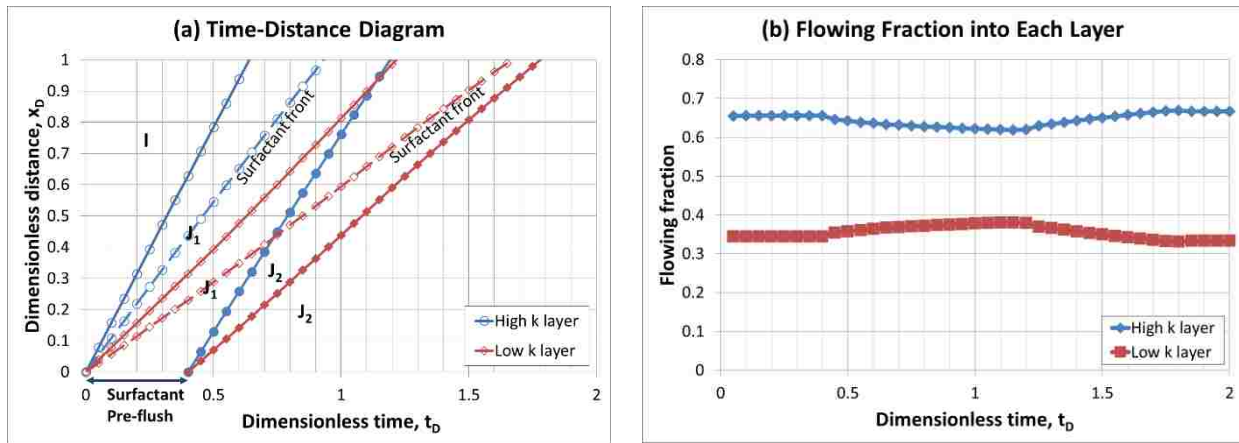 (a) Time-Distance Diagram
Dimensionless distance, xD
1
0.9
0.8
0.7
0.6
0.5
0.4
0.3
0.2
0.1
0
I
J1
J1
J2
J2
Surfactant front
Surfactant front
High k layer
Low k layer
0
0.5
1
1.5
2
Surfactant
Pre-flush
Dimensionless time, tD
(b) Flowing Fraction into Each Layer
Flowing fraction
0.8
0.7
0.6
0.5
0.4
0.3
0.2
0.1
0
High k layer
Low k layer
0
0.5
1
1.5
2
Dimensionless time, tD